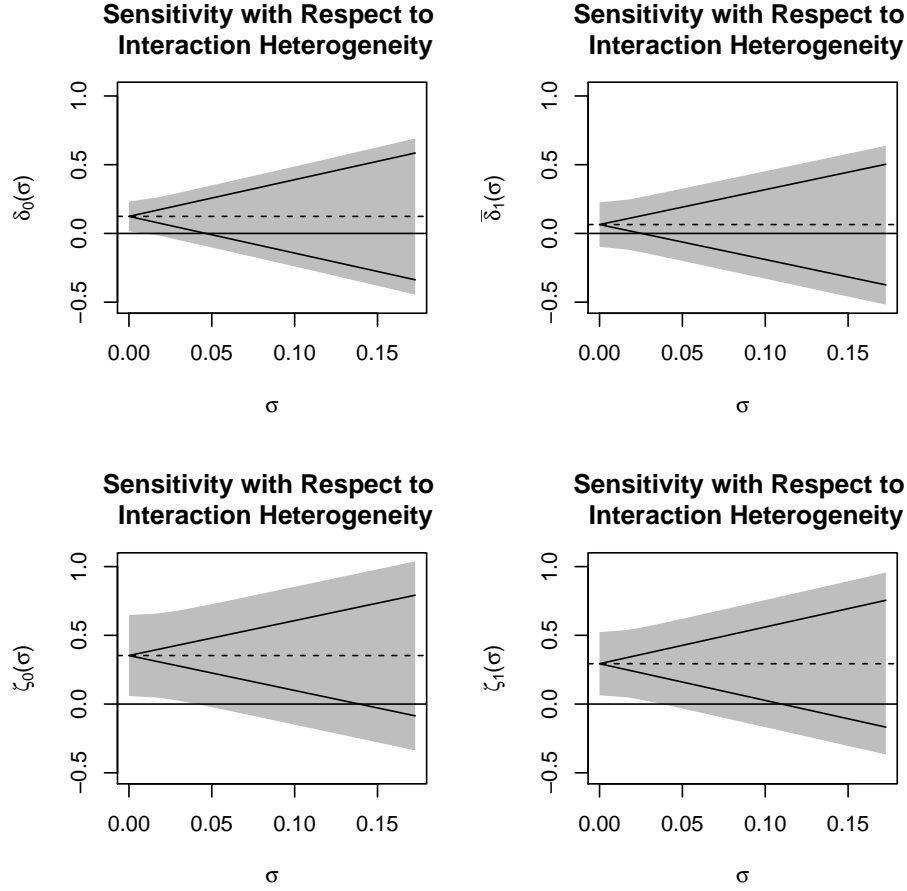 Sensitivity with Respect to
Interaction Heterogeneity
δ̅₀(σ)
1.0
0.5
0.0
−0.5
0.00 0.05 0.10 0.15
σ
Sensitivity with Respect to
Interaction Heterogeneity
δ̅₁(σ)
1.0
0.5
0.0
−0.5
0.00 0.05 0.10 0.15
σ
Sensitivity with Respect to
Interaction Heterogeneity
ζ̅₀(σ)
1.0
0.5
0.0
−0.5
0.00 0.05 0.10 0.15
σ
Sensitivity with Respect to
Interaction Heterogeneity
ζ̅₁(σ)
1.0
0.5
0.0
−0.5
0.00 0.05 0.10 0.15
σ